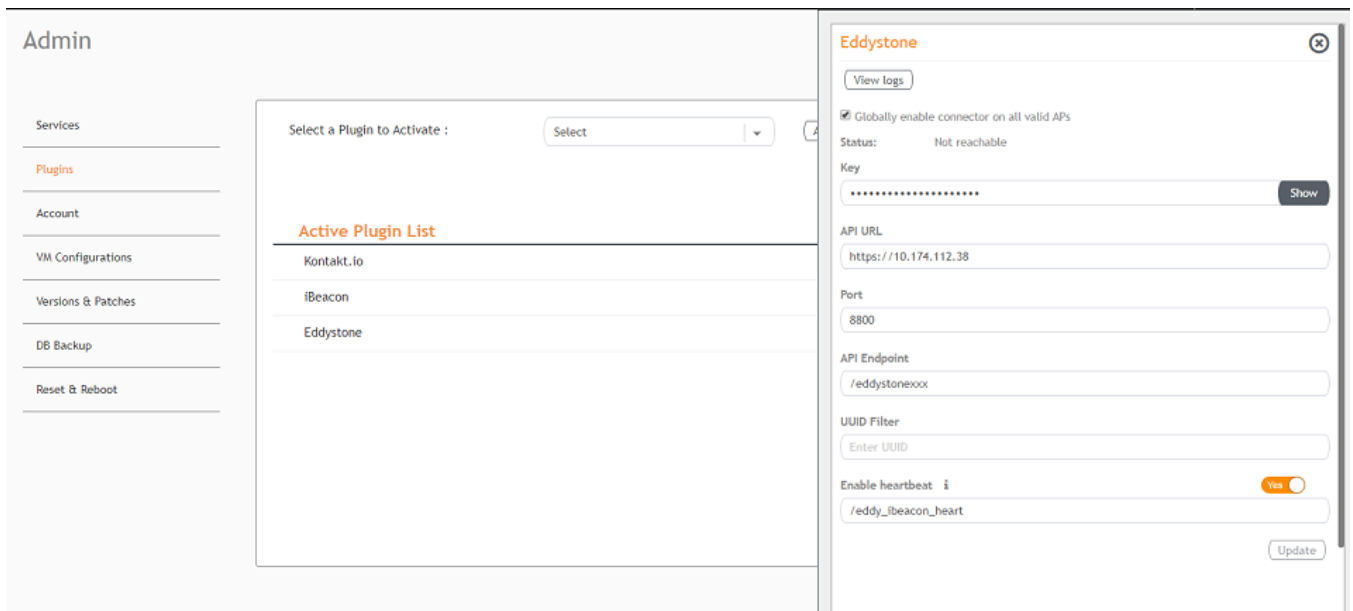 Admin
Services
Plugins
Account
VM Configurations
Versions & Patches
DB Backup
Reset & Reboot
Select a Plugin to Activate :
Select
Active Plugin List
Kontakt.io
iBeacon
Eddystone
Eddystone
View logs
Globally enable connector on all valid APs
Status: Not reachable
Key
••••••••••••••••••••• Show
API URL
https://10.174.112.38
Port
8800
API Endpoint
/eddystonexxx
UUID Filter
Enter UUID
Enable heartbeat i Yes
/eddy_ibeacon_heart
Update